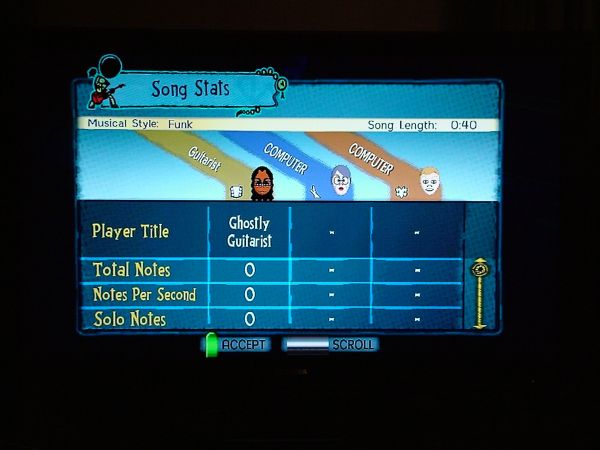 Song Stats
Musical Style: Funk Song Length: 0:40
Guitarist COMPUTER COMPUTER
Player Title Ghostly Guitarist - -
Total Notes 0 - -
Notes Per Second 0 - -
Solo Notes 0 - -
ACCEPT SCROLL